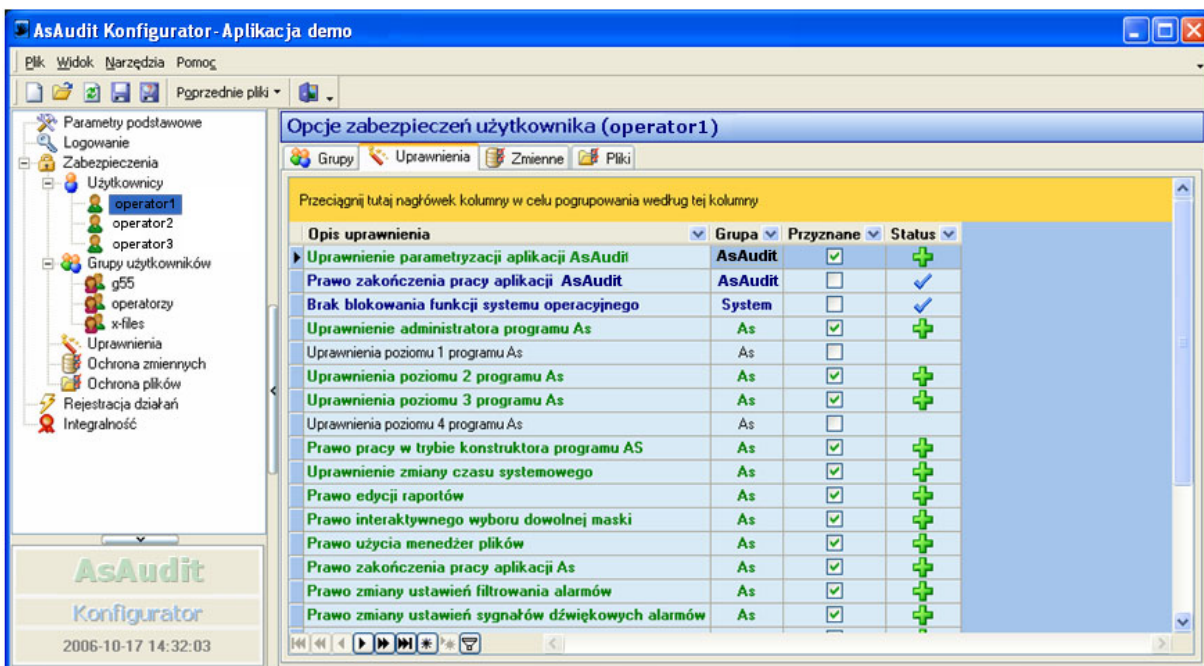 AsAudit Konfigurator - Aplikacja demo
Plik Widok Narzędzia Pomoc
Poprzednie pliki
Parametry podstawowe
Logowanie
Zabezpieczenia
Użytkownicy
operator1
operator2
operator3
Grupy użytkowników
g55
operatorzy
x-files
Uprawnienia
Ochrona zmiennych
Ochrona plików
Rejestracja działań
Integralność
AsAudit
Konfigurator
2006-10-17 14:32:03
Opcje zabezpieczeń użytkownika (operator1)
Grupy Uprawnienia Zmienne Pliki
Przeciągnij tutaj nagłówek kolumny w celu pogrupowania według tej kolumny
Opis uprawnienia Grupa Przyznane Status
Uprawnienie parametryzacji aplikacji AsAudit AsAudit
Prawo zakończenia pracy aplikacji AsAudit AsAudit
Brak blokowania funkcji systemu operacyjnego System
Uprawnienie administratora programu As As
Uprawnienia poziomu 1 programu As As
Uprawnienia poziomu 2 programu As As
Uprawnienia poziomu 3 programu As As
Uprawnienia poziomu 4 programu As As
Prawo pracy w trybie konstruktora programu AS As
Uprawnienie zmiany czasu systemowego As
Prawo edycji raportów As
Prawo interaktywnego wyboru dowolnej maski As
Prawo użycia menedżer plików As
Prawo zakończenia pracy aplikacji As As
Prawo zmiany ustawień filtrowania alarmów As
Prawo zmiany ustawień sygnałów dźwiękowych alarmów As